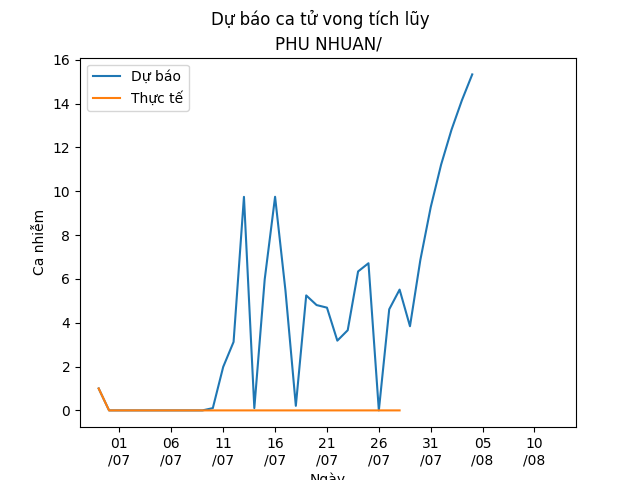 Dự báo ca tử vong tích lũy
PHU NHUAN/
Dự báo
Thực tế
Ca nhiễm
16
14
12
10
8
6
4
2
0
01 06 11 16 21 26 31 05 10
/07 /07 /07 /07 /07 /07 /07 /08 /08
Ngày